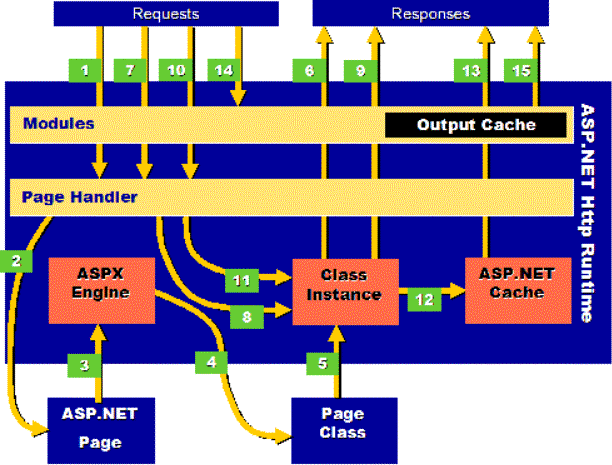 Requests
Responses
1
7
10
14
6
9
13
15
Modules
Output Cache
ASP.NET Http Runtime
Page Handler
2
ASPX
Engine
11
8
Class
Instance
12
ASP.NET
Cache
3
4
5
ASP.NET
Page
Page
Class